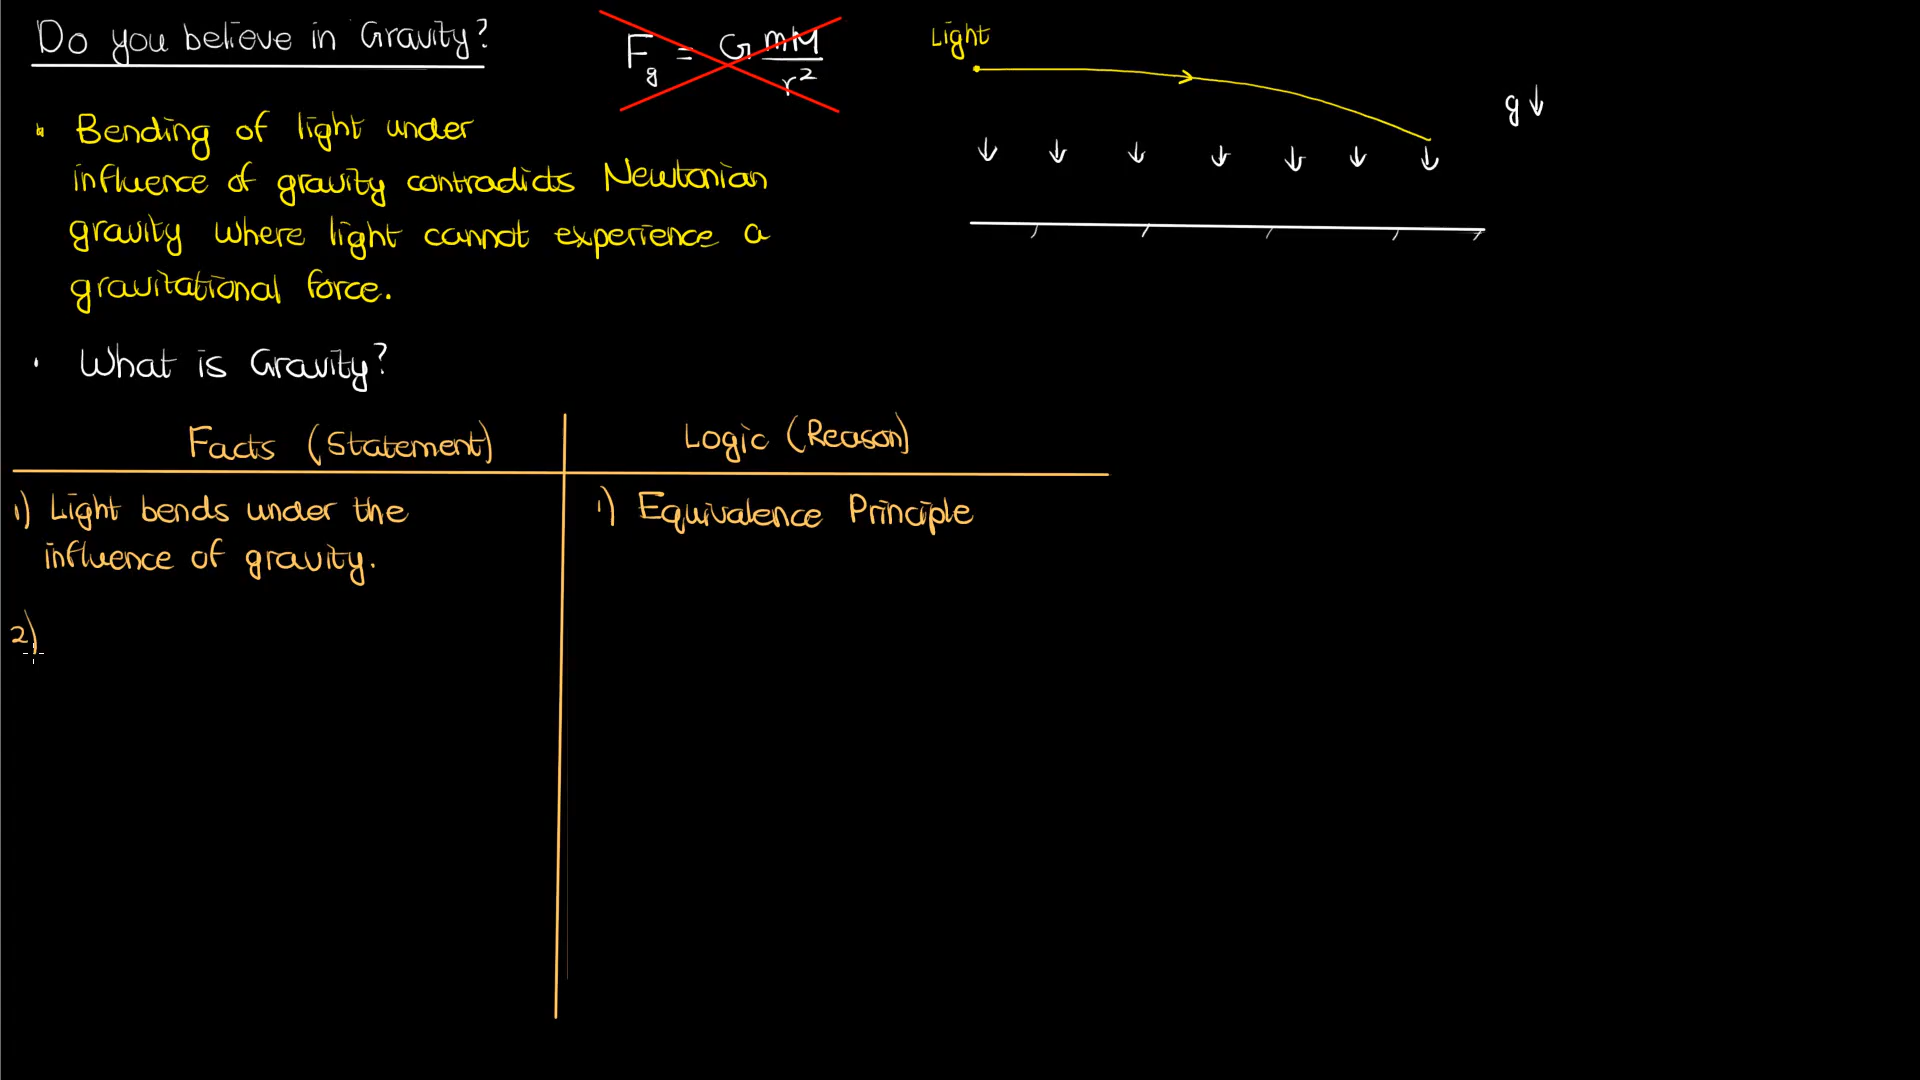 Do you believe in Gravity?
F_g = G mM / r²
Light
g↓
• Bending of light under
influence of gravity contradicts Newtonian
gravity where light cannot experience a
gravitational force.
• What is Gravity?
Facts (Statement)
Logic (Reason)
1) Light bends under the
influence of gravity.
1) Equivalence Principle
2)